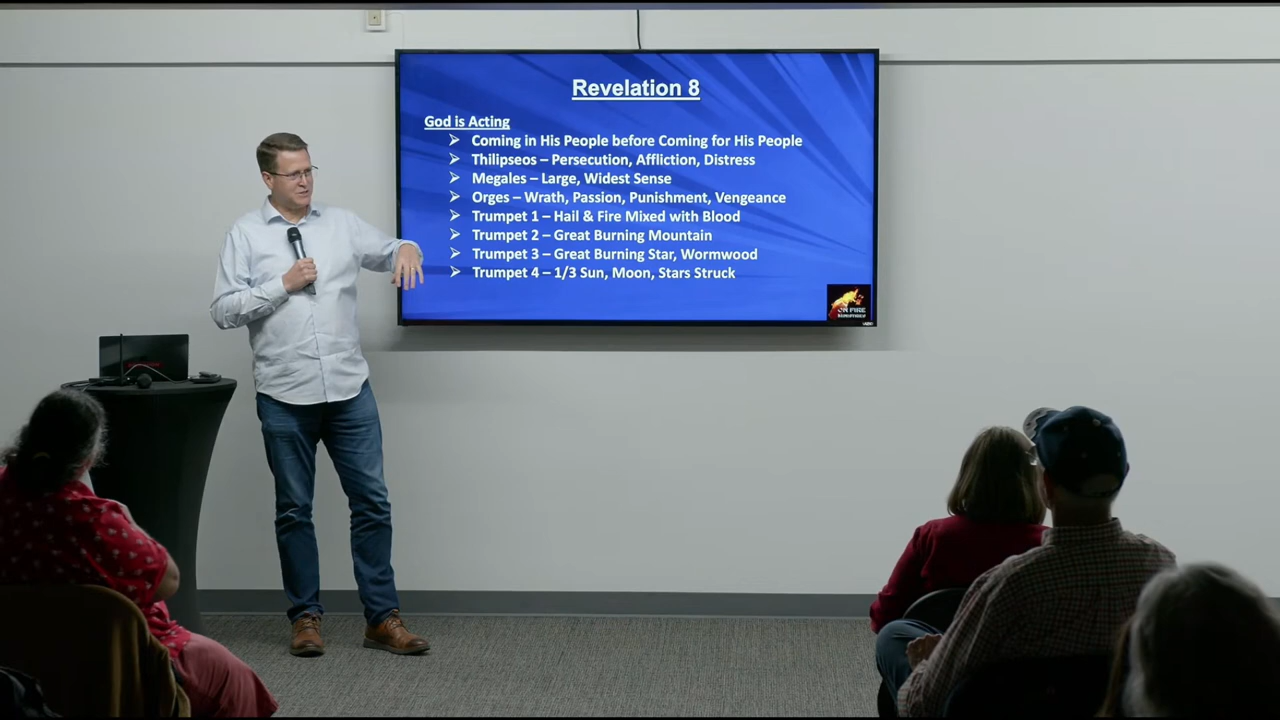 Revelation 8
God is Acting
Coming in His People before Coming for His People
Thilipseos – Persecution, Affliction, Distress
Megales – Large, Widest Sense
Orges – Wrath, Passion, Punishment, Vengeance
Trumpet 1 – Hail & Fire Mixed with Blood
Trumpet 2 – Great Burning Mountain
Trumpet 3 – Great Burning Star, Wormwood
Trumpet 4 – 1/3 Sun, Moon, Stars Struck
ON FIRE